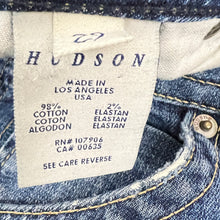 27
HUDSON
MADE IN
LOS ANGELES
USA
98% 2%
COTTON ELASTAN
COTON ELASTAN
ALGODON ELASTAN
RN# 107906
CA# 00635
SEE CARE REVERSE